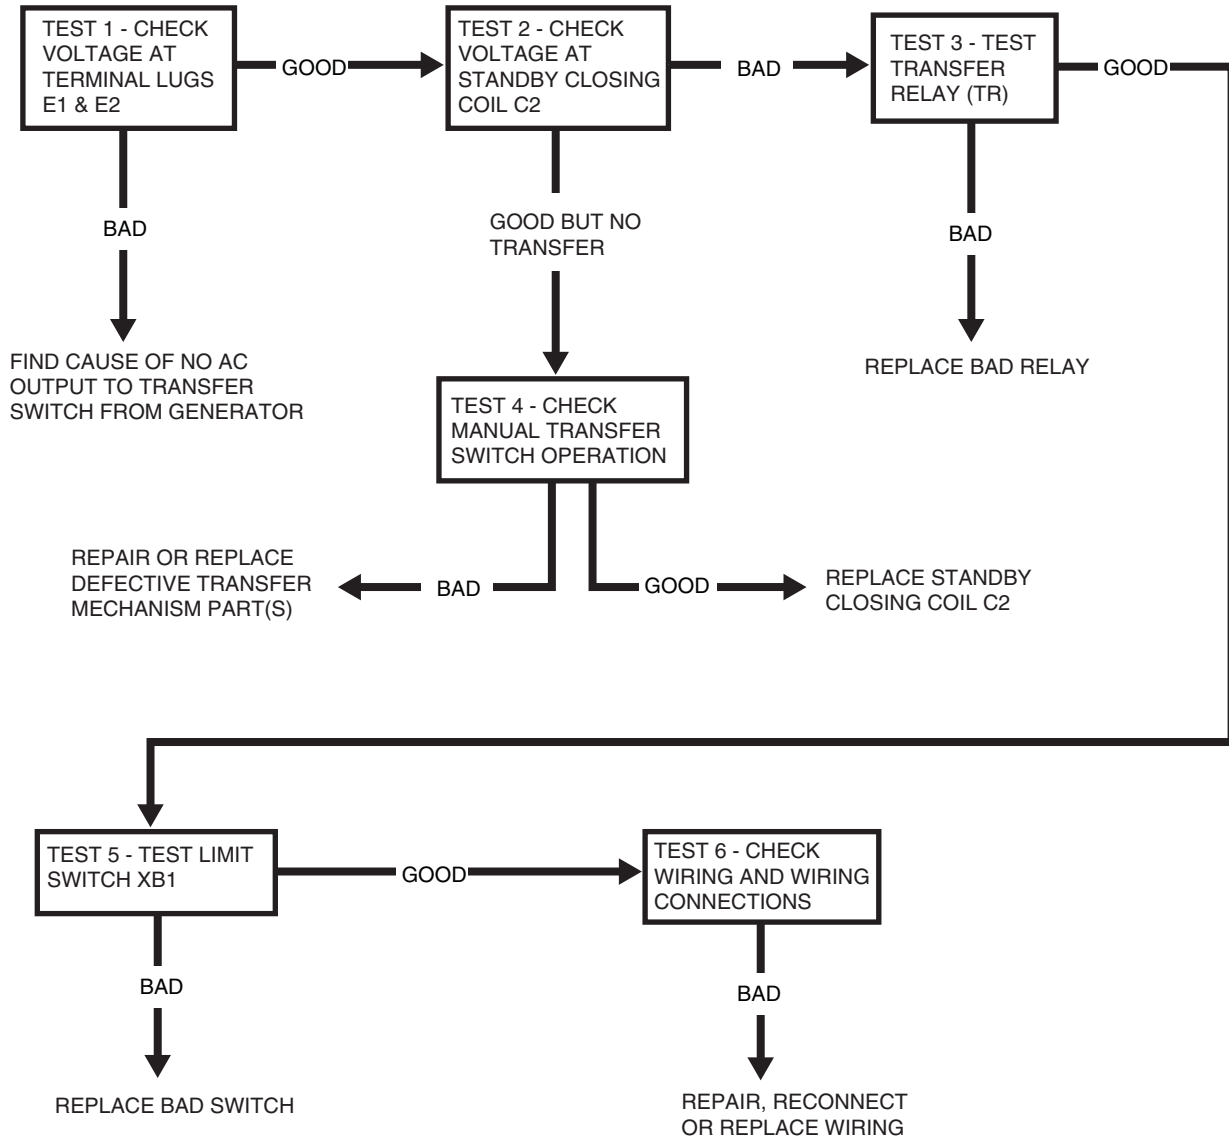 TEST 1 - CHECK
VOLTAGE AT
TERMINAL LUGS
E1 & E2
GOOD
TEST 2 - CHECK
VOLTAGE AT
STANDBY CLOSING
COIL C2
BAD
TEST 3 - TEST
TRANSFER
RELAY (TR)
GOOD
BAD
FIND CAUSE OF NO AC
OUTPUT TO TRANSFER
SWITCH FROM GENERATOR
GOOD BUT NO
TRANSFER
BAD
REPLACE BAD RELAY
TEST 4 - CHECK
MANUAL TRANSFER
SWITCH OPERATION
REPAIR OR REPLACE
DEFECTIVE TRANSFER
MECHANISM PART(S)
BAD
GOOD
REPLACE STANDBY
CLOSING COIL C2
TEST 5 - TEST LIMIT
SWITCH XB1
GOOD
TEST 6 - CHECK
WIRING AND WIRING
CONNECTIONS
BAD
REPLACE BAD SWITCH
BAD
REPAIR, RECONNECT
OR REPLACE WIRING